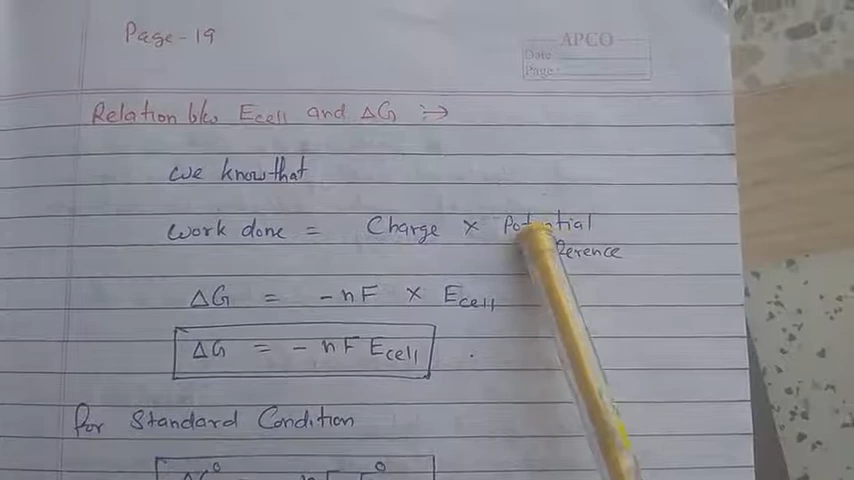 Page - 19
APCO
Date
Page
Relation b/w Ecell and ΔG :→
we know that
work done = Charge × Potential
ΔG = -nF × Ecell
ΔG = - nF Ecell .
for Standard Condition